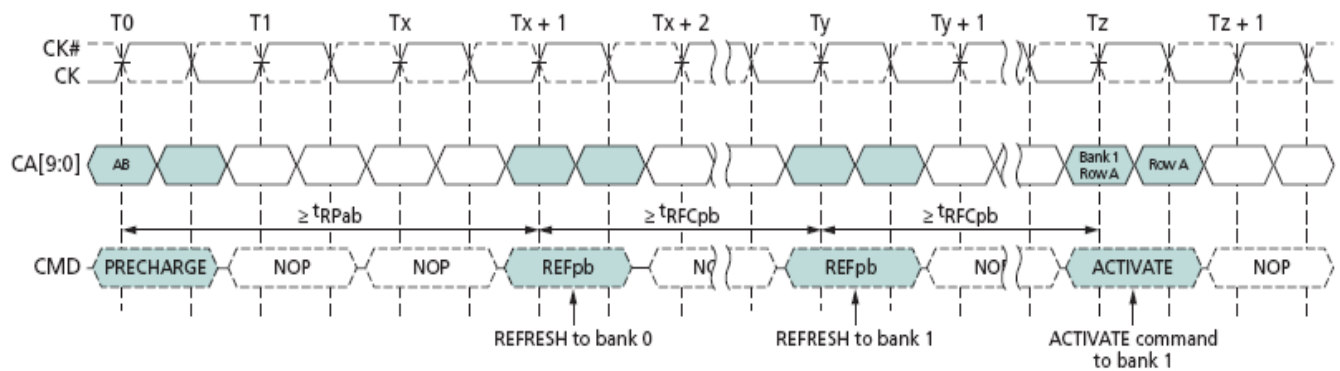 T0 T1 Tx Tx + 1 Tx + 2 Ty Ty + 1 Tz Tz + 1
CK#
CK
CA[9:0] AB Bank 1 Row A Row A
≥ tRPab ≥ tRFCpb ≥ tRFCpb
CMD PRECHARGE NOP NOP REFpb NO REFpb NOP ACTIVATE NOP
REFRESH to bank 0 REFRESH to bank 1 ACTIVATE command
to bank 1